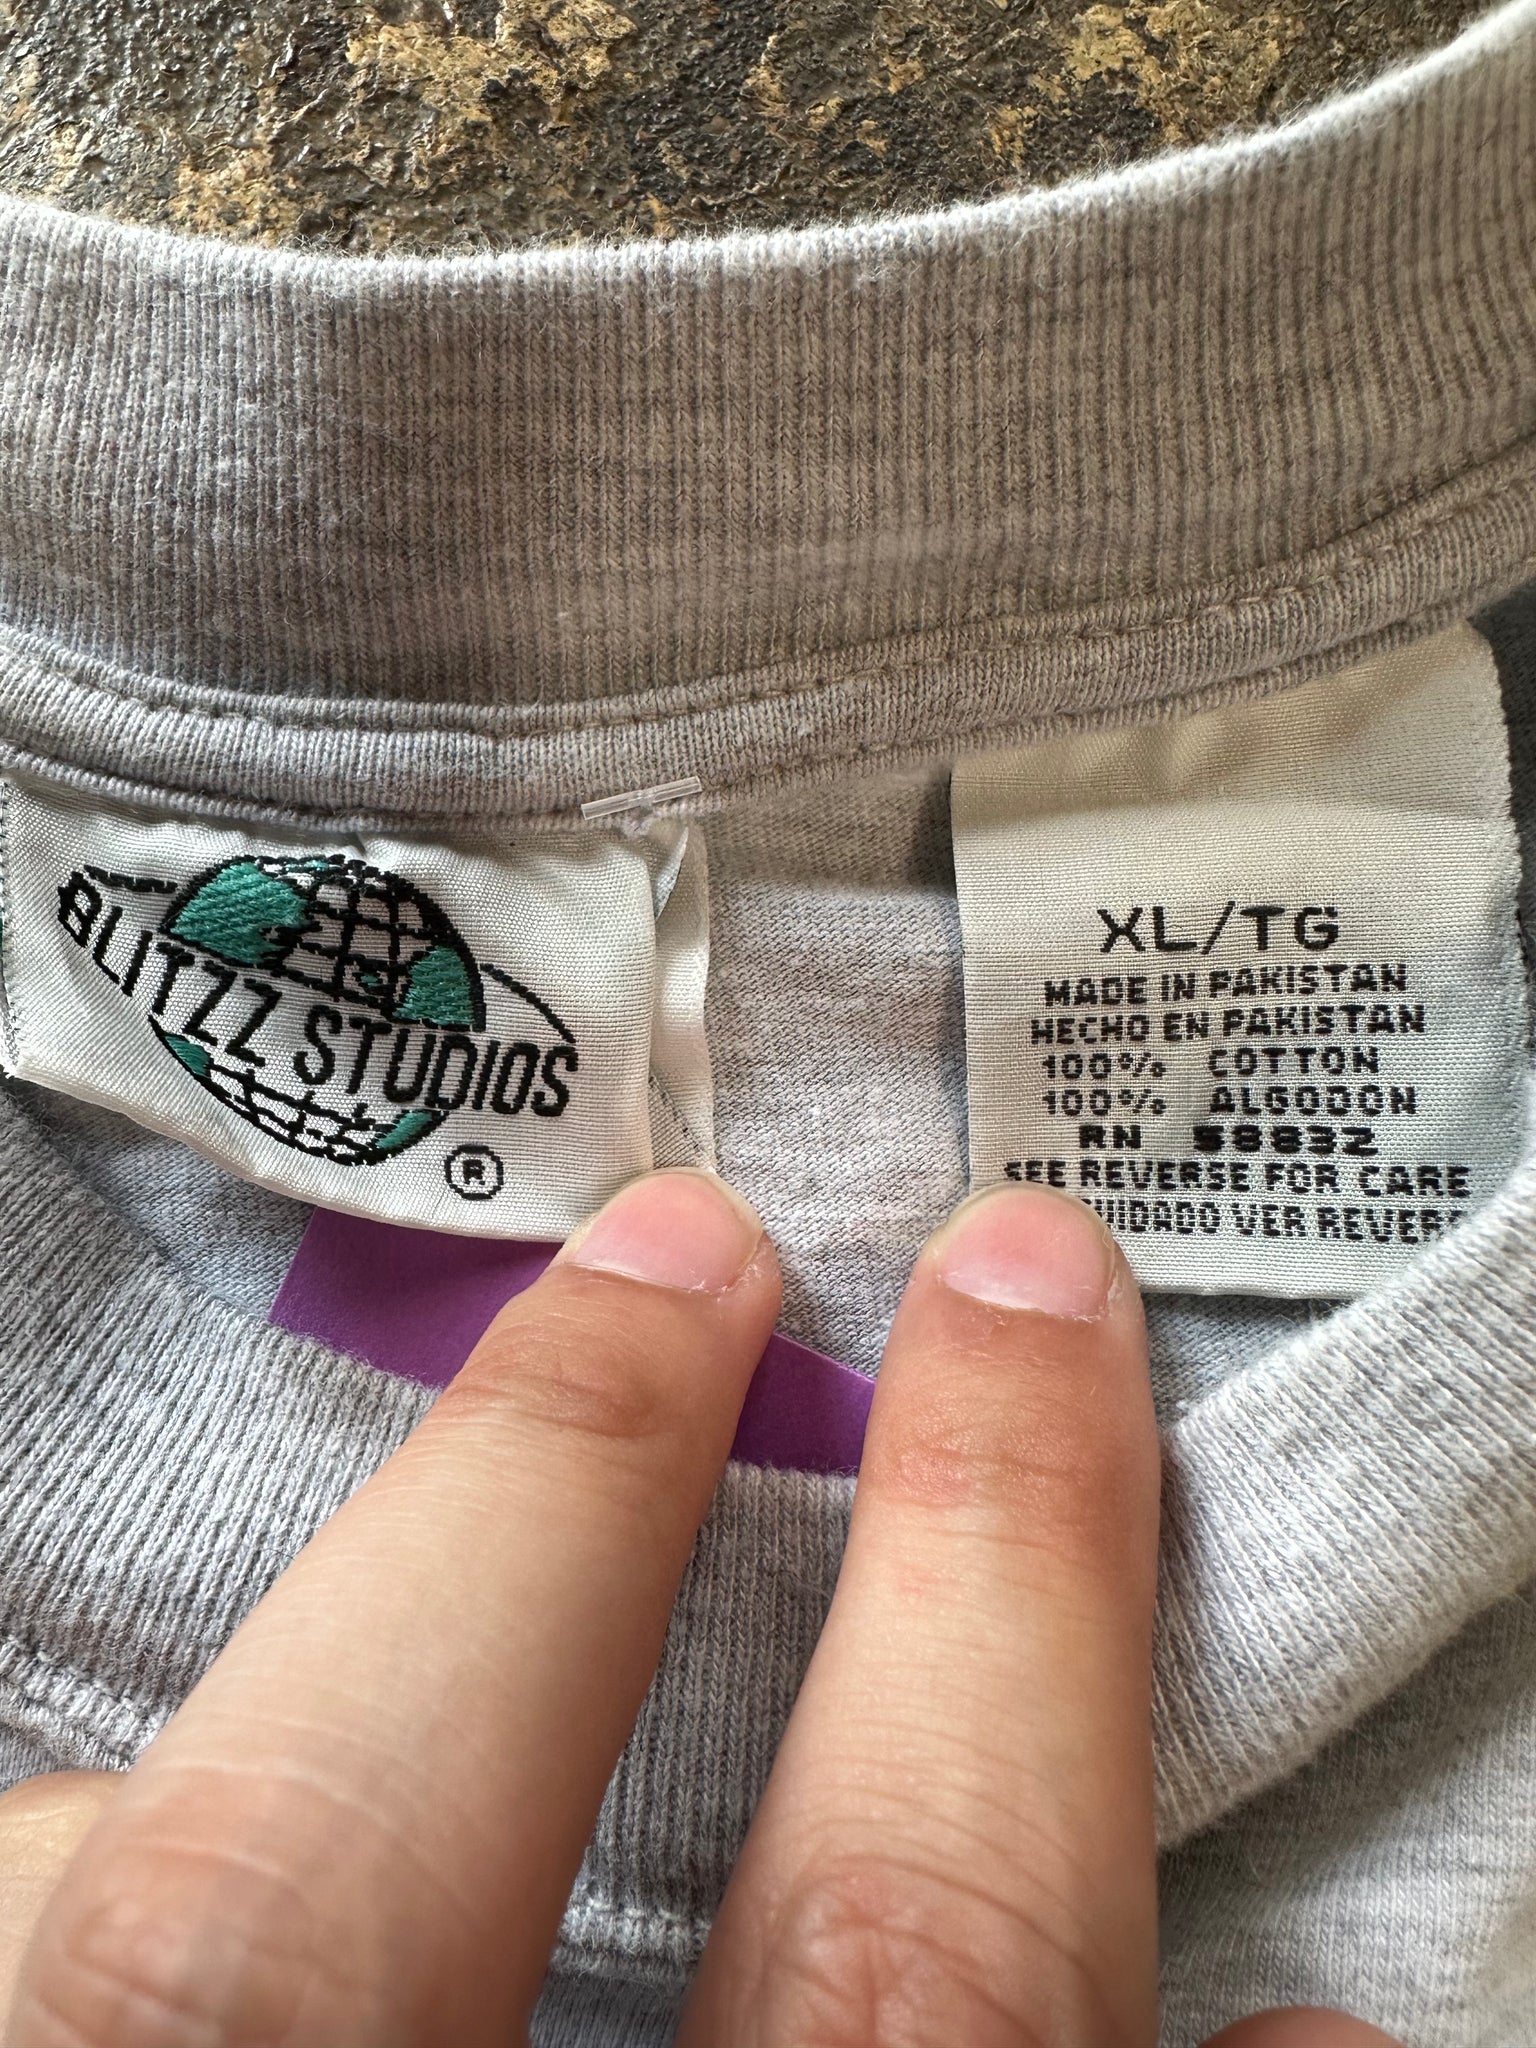 BLITZZ STUDIOS
®
XL/TG
MADE IN PAKISTAN
HECHO EN PAKISTAN
100% COTTON
100% ALGODON
RN 58832
SEE REVERSE FOR CARE
VER